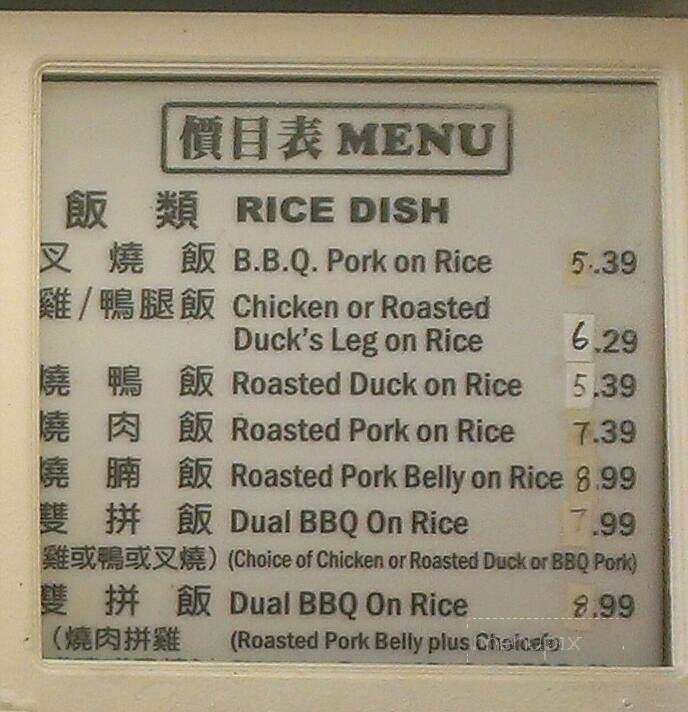 價目表 MENU
飯 類 RICE DISH
叉 燒 飯 B.B.Q. Pork on Rice 5.39
雞/鴨腿飯 Chicken or Roasted
Duck's Leg on Rice 6.29
燒 鴨 飯 Roasted Duck on Rice 5.39
燒 肉 飯 Roasted Pork on Rice 7.39
燒 腩 飯 Roasted Pork Belly on Rice 8.99
雙 拼 飯 Dual BBQ On Rice 7.99
雞或鴨或叉燒) (Choice of Chicken or Roasted Duck or BBQ Pork)
雙 拼 飯 Dual BBQ On Rice 8.99
(燒肉拼雞 (Roasted Pork Belly plus
menupix